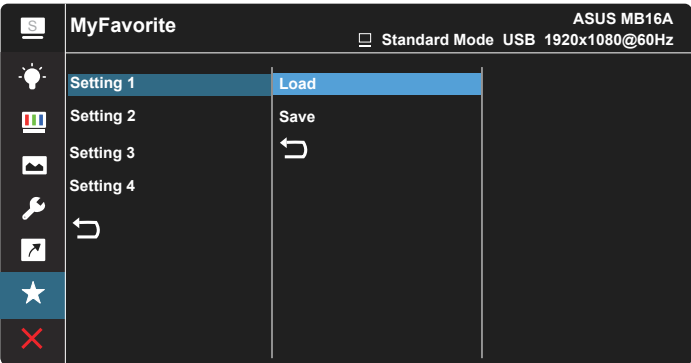 S
MyFavorite
ASUS MB16A
Standard Mode USB 1920x1080@60Hz
Setting 1
Load
Setting 2
Save
Setting 3
Setting 4